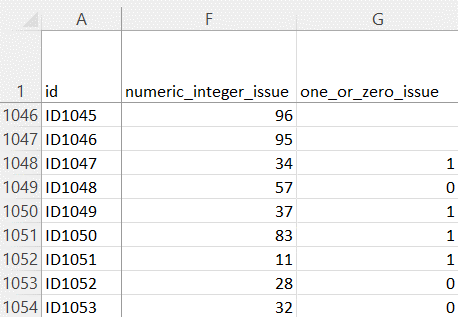 A F G
1 id numeric_integer_issue one_or_zero_issue
1046 ID1045 96
1047 ID1046 95
1048 ID1047 34 1
1049 ID1048 57 0
1050 ID1049 37 1
1051 ID1050 83 1
1052 ID1051 11 1
1053 ID1052 28 0
1054 ID1053 32 0